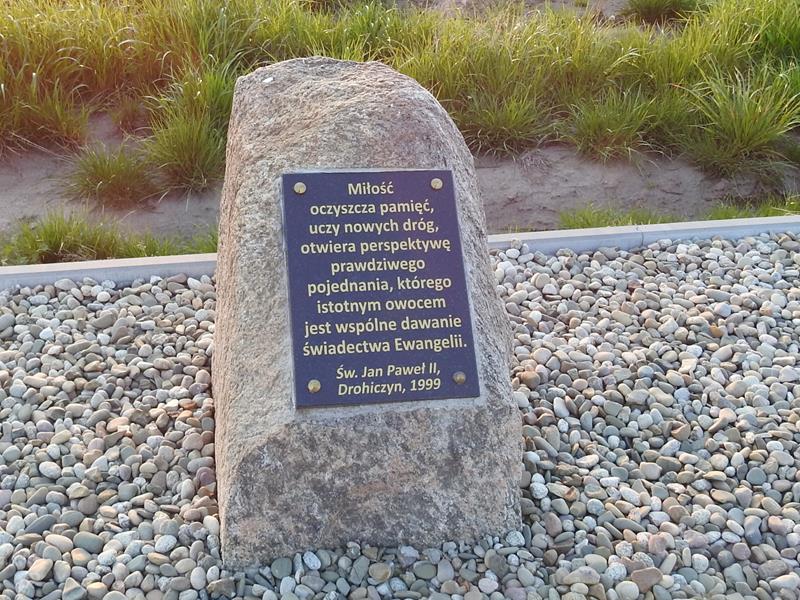 Miłość
oczyszcza pamięć,
uczy nowych dróg,
otwiera perspektywę
prawdziwego
pojednania, którego
istotnym owocem
jest wspólne dawanie
świadectwa Ewangelii.
Św. Jan Paweł II,
Drohiczyn, 1999